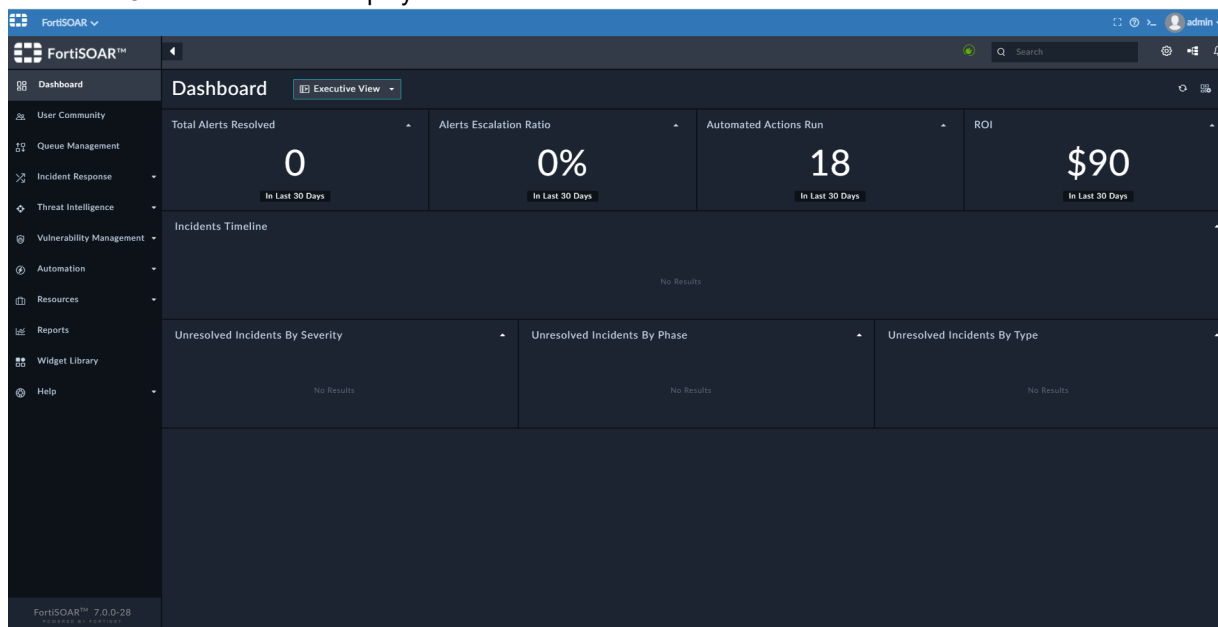 FortiSOAR
admin
FortiSOAR™
Search
Dashboard
User Community
Queue Management
Incident Response
Threat Intelligence
Vulnerability Management
Automation
Resources
Reports
Widget Library
Help
FortiSOAR™ 7.0.0-28
POWERED BY FORTINET
Dashboard
Executive View
Total Alerts Resolved
0
In Last 30 Days
Alerts Escalation Ratio
0%
In Last 30 Days
Automated Actions Run
18
In Last 30 Days
ROI
$90
In Last 30 Days
Incidents Timeline
No Results
Unresolved Incidents By Severity
No Results
Unresolved Incidents By Phase
No Results
Unresolved Incidents By Type
No Results